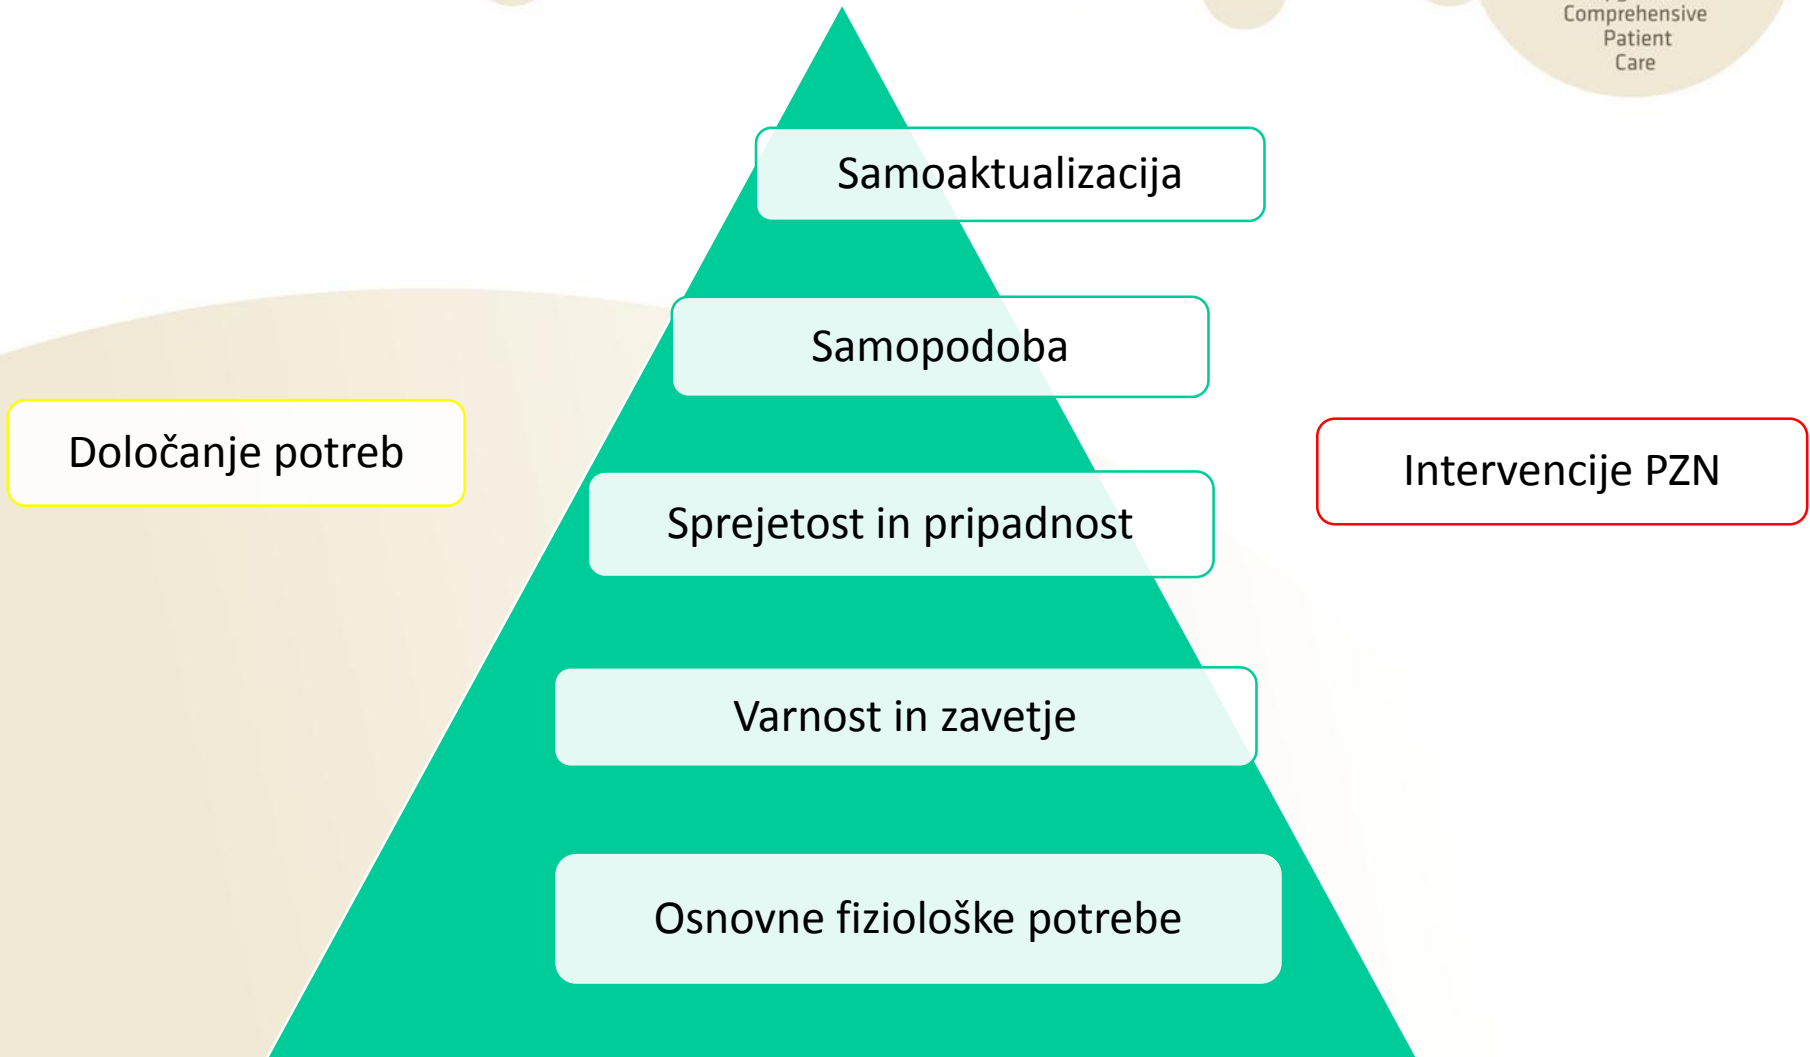 Comprehensive
Patient
Care
Samoaktualizacija
Samopodoba
Določanje potreb
Intervencije PZN
Sprejetost in pripadnost
Varnost in zavetje
Osnovne fiziološke potrebe